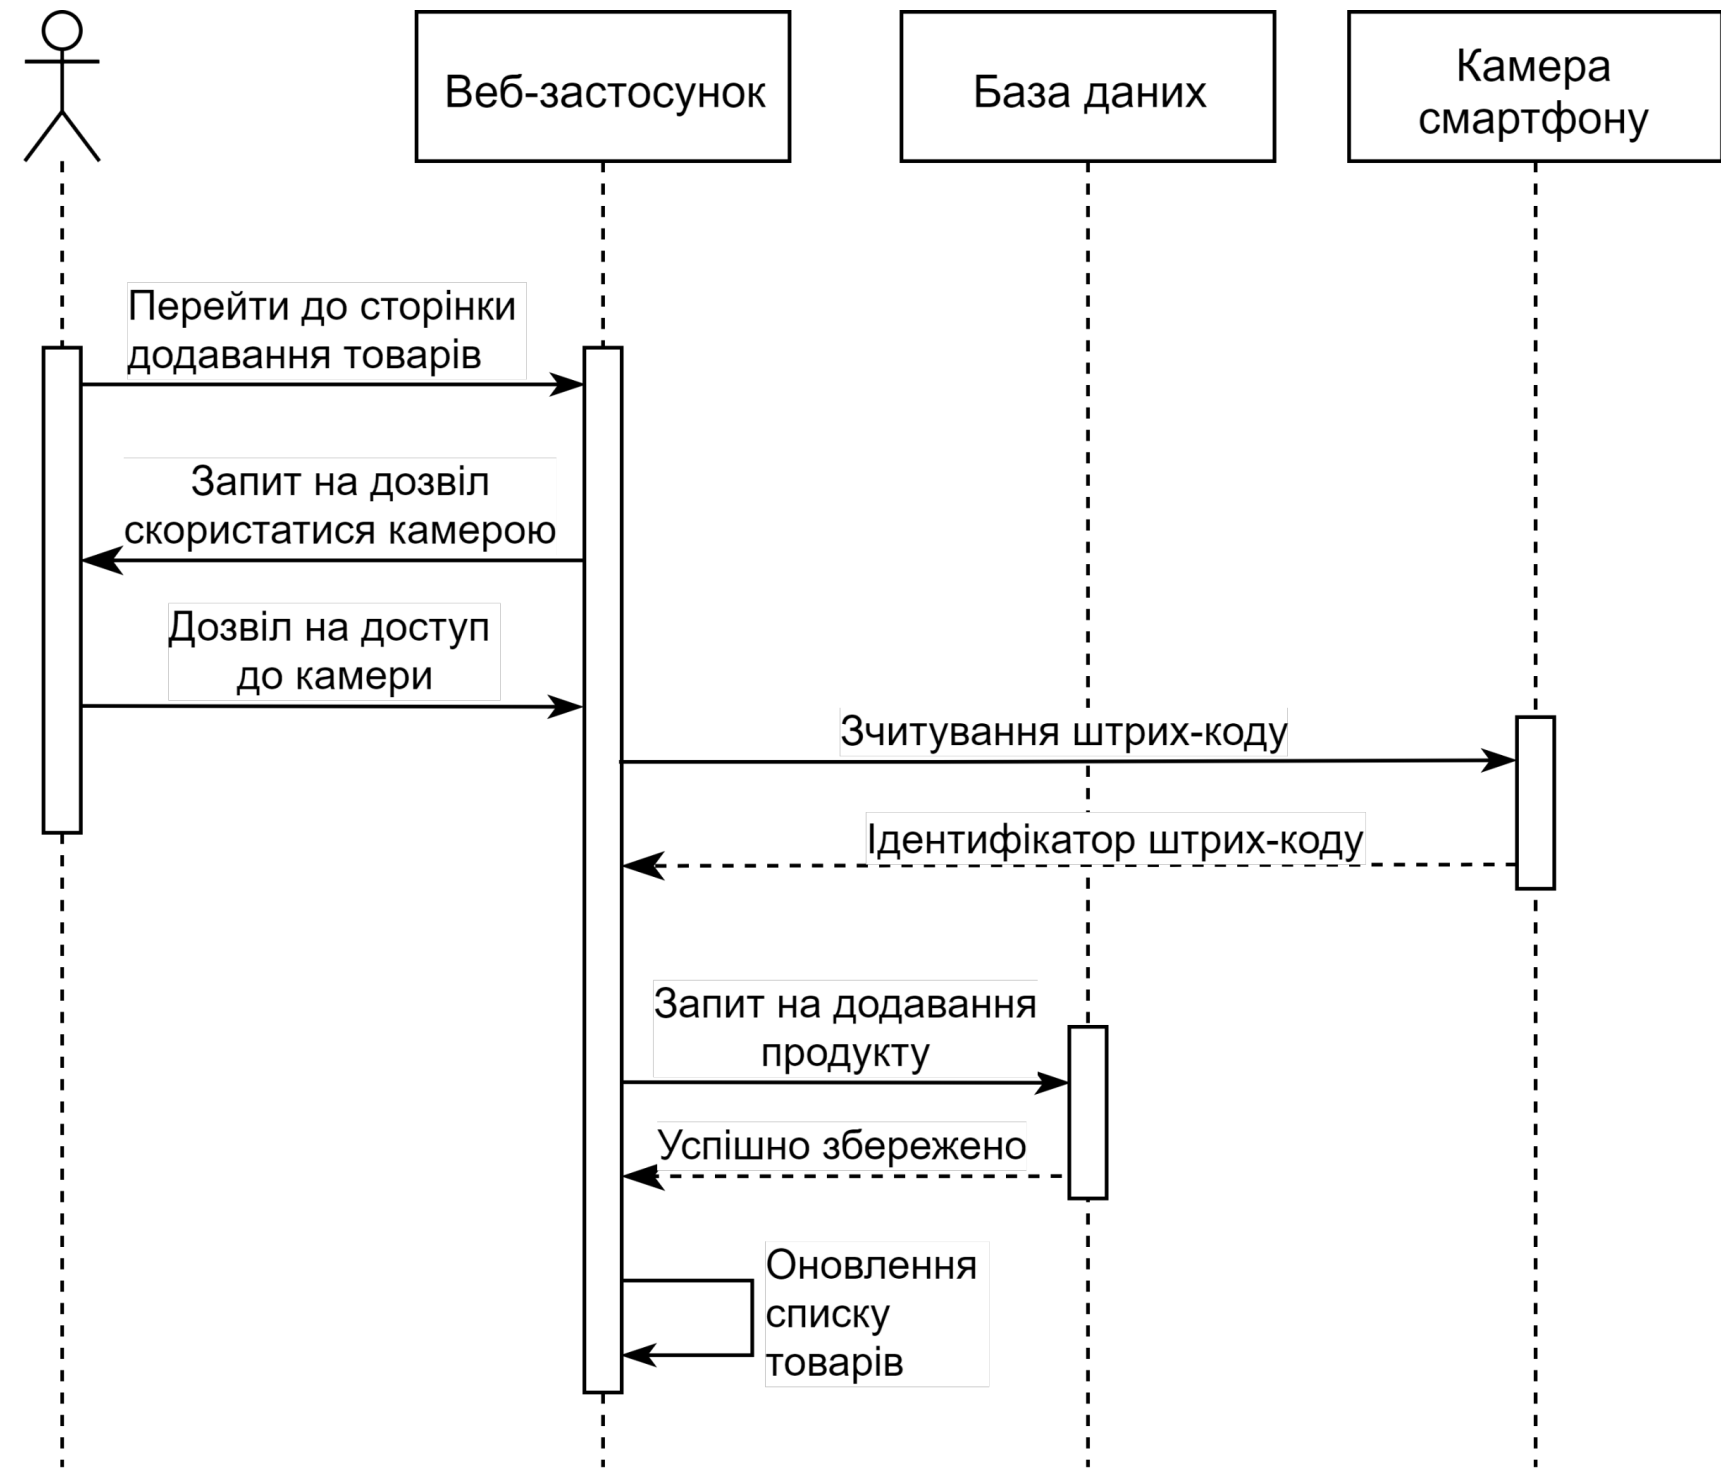 Веб-застосунок
База даних
Камера
смартфону
Перейти до сторінки
додавання товарів
Запит на дозвіл
скористатися камерою
Дозвіл на доступ
до камери
Зчитування штрих-коду
Ідентифікатор штрих-коду
Запит на додавання
продукту
Успішно збережено
Оновлення
списку
товарів